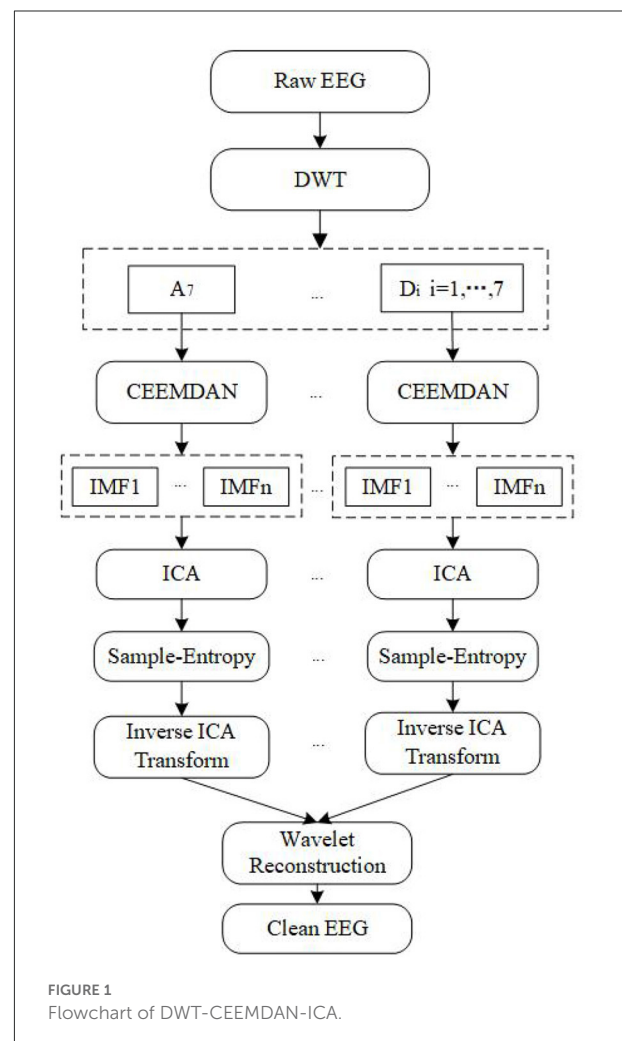 Raw EEG
DWT
A7 ... Di i=1,⋯,7
CEEMDAN ... CEEMDAN
IMF1 ... IMFn ... IMF1 ... IMFn
ICA ... ICA
Sample-Entropy ... Sample-Entropy
Inverse ICA ... Inverse ICA
Transform Transform
Wavelet
Reconstruction
Clean EEG
FIGURE 1
Flowchart of DWT-CEEMDAN-ICA.